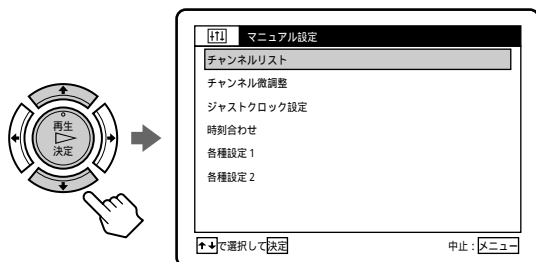 マニュアル設定
チャンネルリスト
チャンネル微調整
ジャストクロック設定
時刻合わせ
各種設定1
各種設定2
↑↓で選択して決定 中止:メニュー
再生
決定